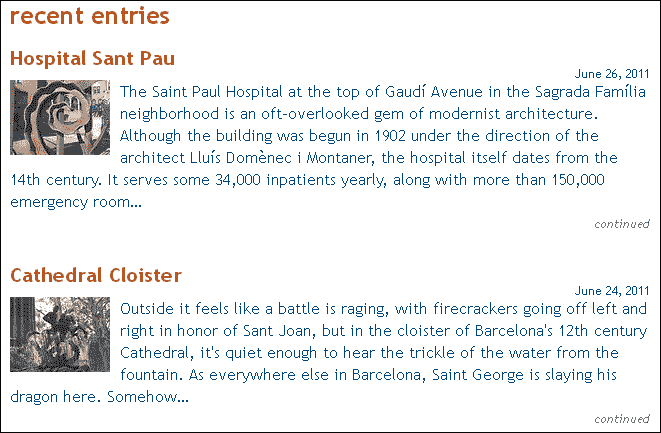 recent entries
Hospital Sant Pau
June 26, 2011
The Saint Paul Hospital at the top of Gaudí Avenue in the Sagrada Família
neighborhood is an oft-overlooked gem of modernist architecture.
Although the building was begun in 1902 under the direction of the
architect Lluís Domènec i Montaner, the hospital itself dates from the
14th century. It serves some 34,000 inpatients yearly, along with more than 150,000
emergency room...
continued
Cathedral Cloister
June 24, 2011
Outside it feels like a battle is raging, with firecrackers going off left and
right in honor of Sant Joan, but in the cloister of Barcelona's 12th century
Cathedral, it's quiet enough to hear the trickle of the water from the
fountain. As everywhere else in Barcelona, Saint George is slaying his
dragon here. Somehow...
continued